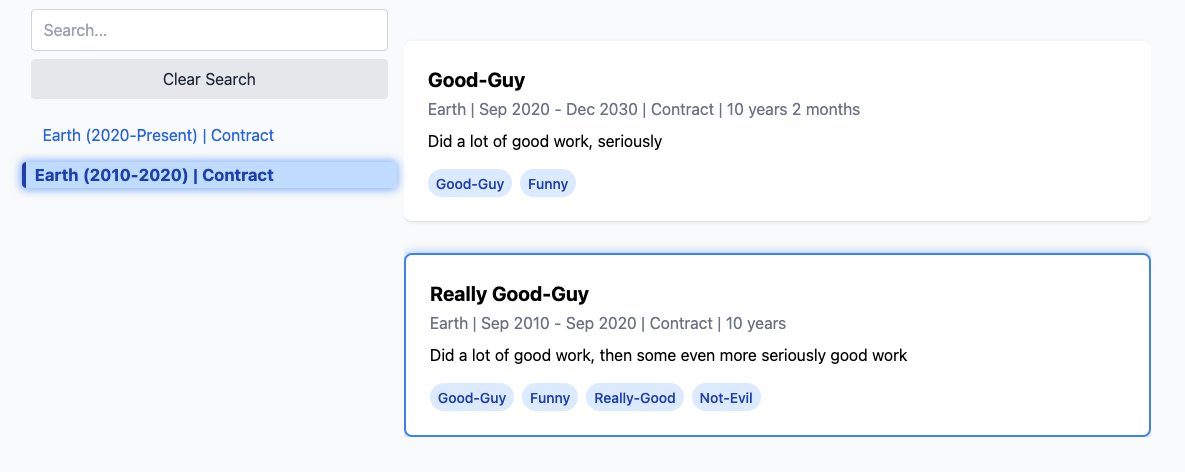 Search...
Clear Search
Earth (2020-Present) | Contract
Earth (2010-2020) | Contract
Good-Guy
Earth | Sep 2020 - Dec 2030 | Contract | 10 years 2 months
Did a lot of good work, seriously
Good-Guy Funny
Really Good-Guy
Earth | Sep 2010 - Sep 2020 | Contract | 10 years
Did a lot of good work, then some even more seriously good work
Good-Guy Funny Really-Good Not-Evil